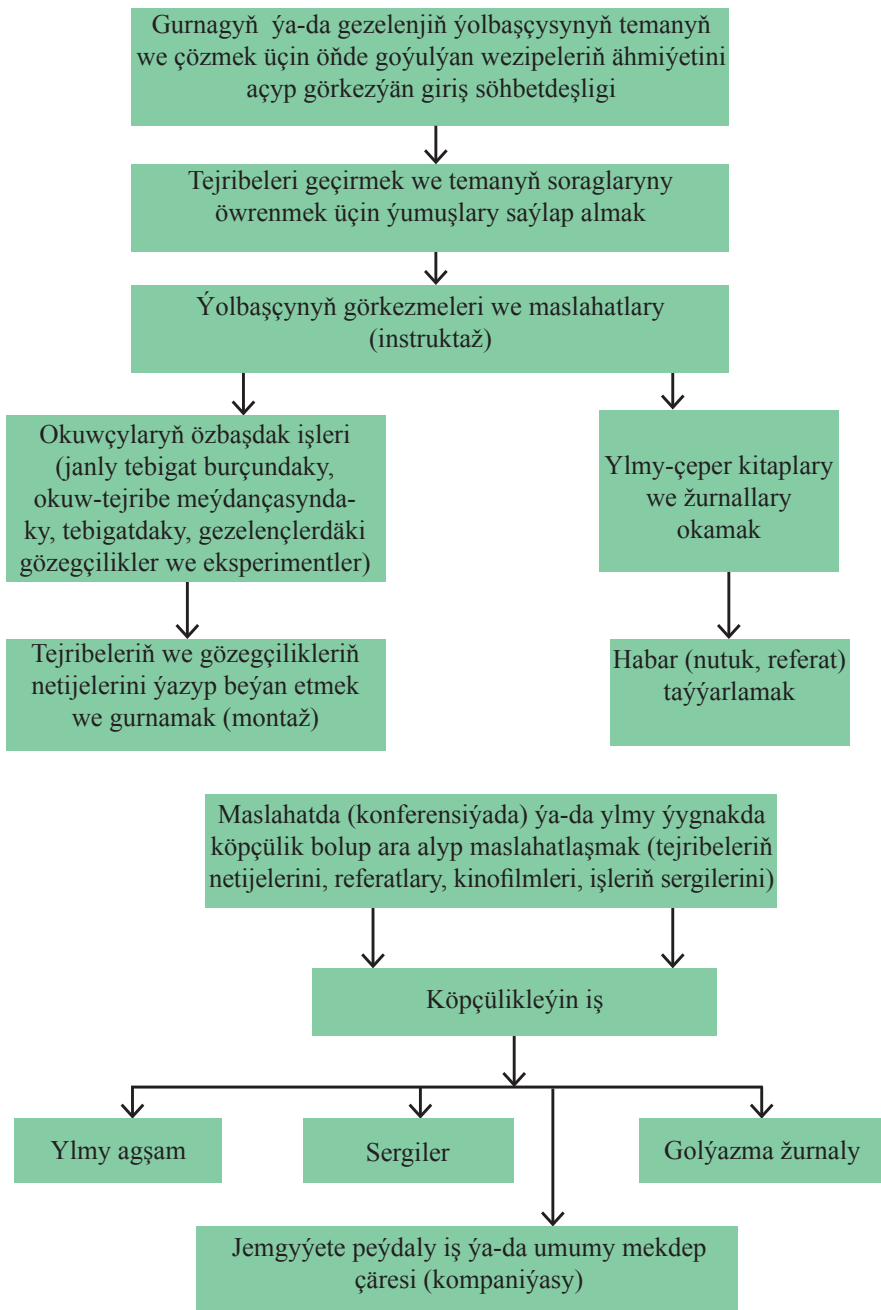 Gurnagyň ýa-da gezelenjiň ýolbaşçysynyň temanyň
we çözmek üçin öňde goýulýan wezipeleriň ähmiýetini
açyp görkezýän giriş söhbetdeşligi
Tejribeleri geçirmek we temanyň soraglaryny
öwrenmek üçin ýumuşlary saýlap almak
Ýolbaşçynyň görkezmeleri we maslahatlary
(instruktaž)
Okuwçylaryň özbaşdak işleri
(janly tebigat burçundaky,
okuw-tejribe meýdançasynda-
ky, tebigatdaky, gezelençlerdäki
gözegçilikler we eksperimentler)
Ylmy-çeper kitaplary
we žurnallary
okamak
Tejribeleriň we gözegçilikleriň
netijelerini ýazyp beýan etmek
we gurnamak (montaž)
Habar (nutuk, referat)
taýýarlamak
Maslahatda (konferensiýada) ýa-da ylmy ýygnakda
köpçülik bolup ara alyp maslahatlaşmak (tejribeleriň
netijelerini, referatlary, kinofilmleri, işleriň sergilerini)
Köpçülikleýin iş
Ylmy agşam
Sergiler
Golýazma žurnaly
Jemgyýete peýdaly iş ýa-da umumy mekdep
çäresi (kompaniýasy)